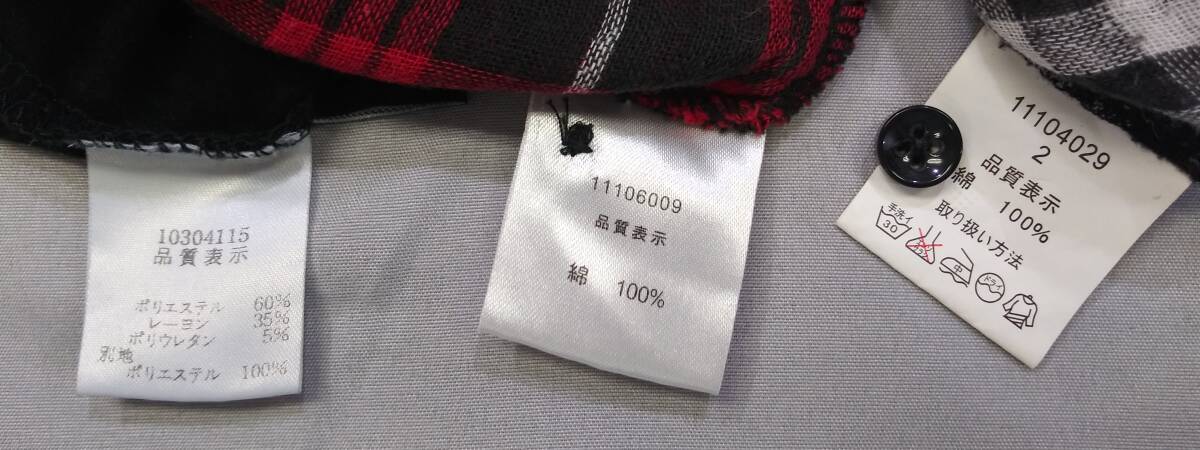 10304115
品質表示
ポリエステル 60%
レーヨン 35%
ポリウレタン 5%
別地
ポリエステル 100%
11106009
品質表示
綿 100%
11104029
2
品質表示
綿 100%
取り扱い方法
手洗イ
30
中
ドライ